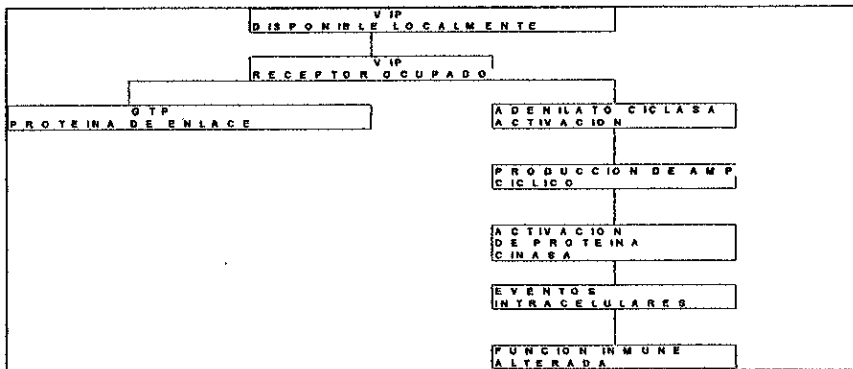 VIP
DISPONIBLE LOCALMENTE
VIP
RECEPTOR OCUPADO
GTP
PROTEINA DE ENLACE
ADENILATO CICLASA
ACTIVACION
PRODUCCION DE AMP
CICLICO
ACTIVACION
DE PROTEINA
CINASA
EVENTOS
INTRACELULARES
FUNCION INMUNE
ALTERADA